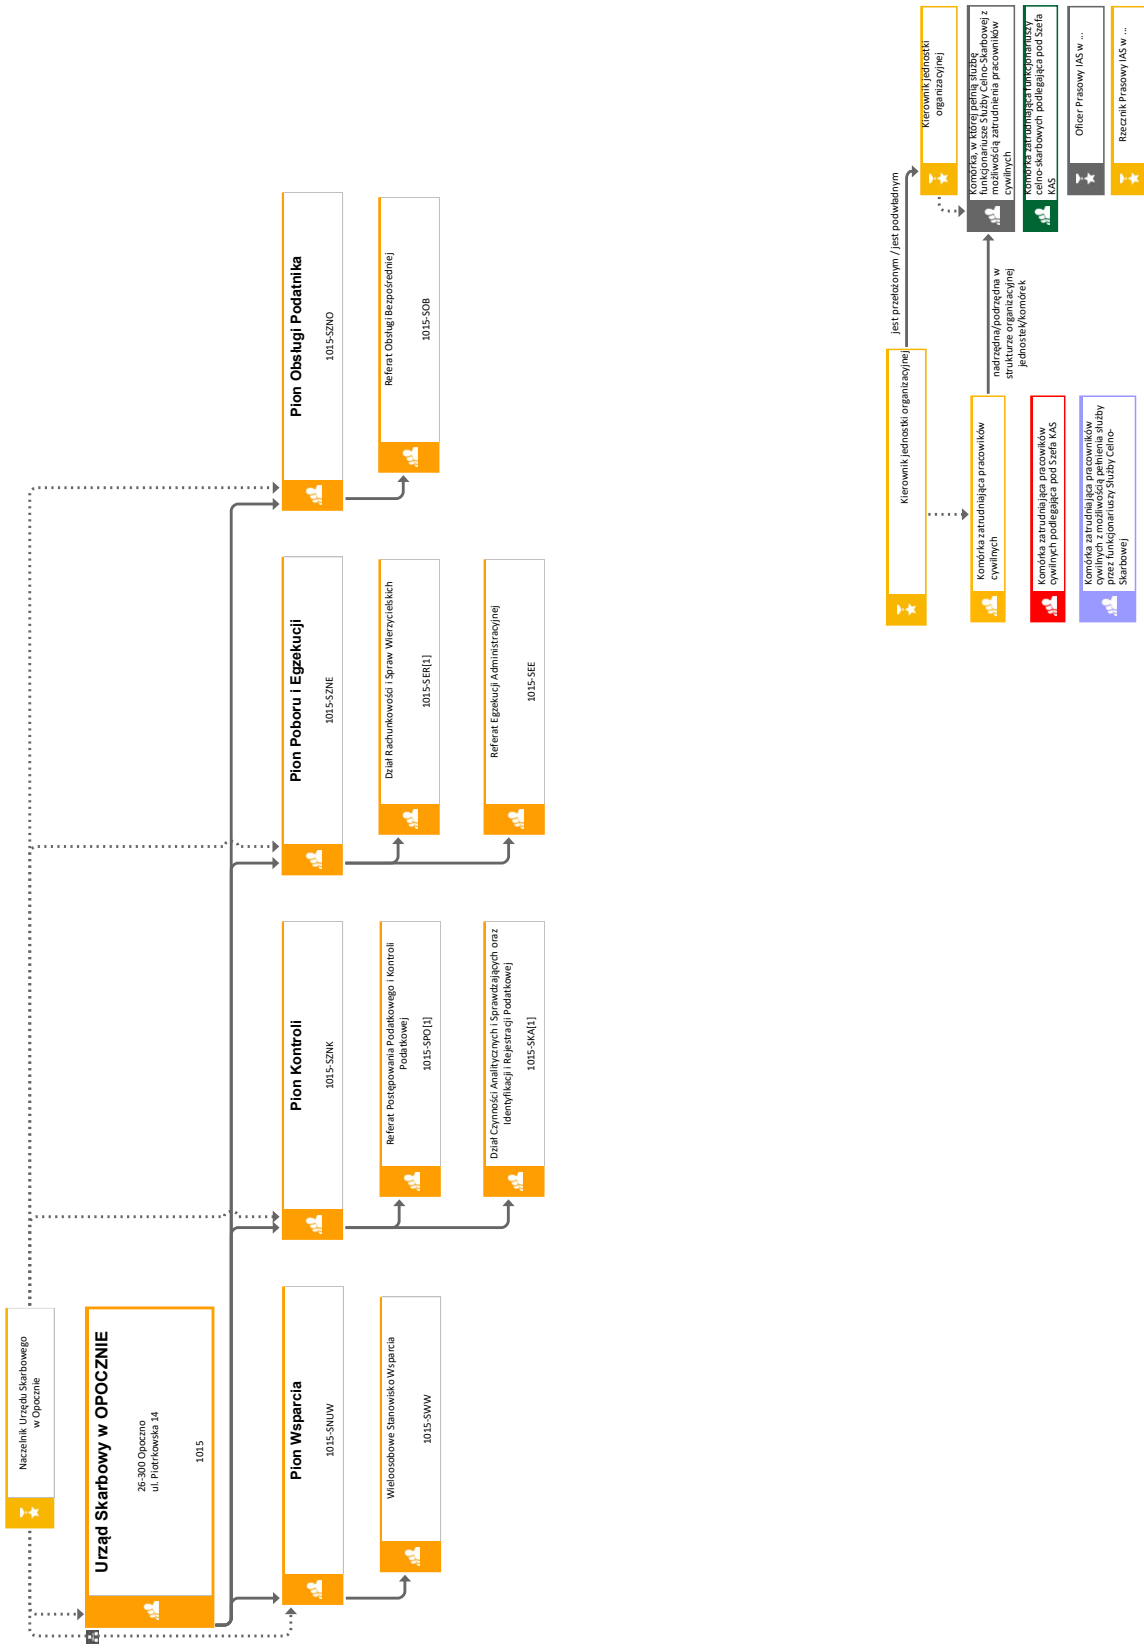 Naczelnik Urzędu Skarbowego
w Opocznie
Urząd Skarbowy w OPOCZNIE
26-300 Opoczno
ul. Piotrkowska 14
1015
Pion Wsparcia
1015-SNUW
Wieloosobowe Stanowisko Wsparcia
1015-SWW
Pion Kontroli
1015-SZNK
Referat Postępowania Podatkowego i Kontroli
Podatkowej
1015-SPO[1]
Dział Czynności Analitycznych i Sprawdzających oraz
Identyfikacji i Rejestracji Podatkowej
1015-SKA[1]
Pion Poboru i Egzekucji
1015-SZNE
Dział Rachunkowości i Spraw Wierzycielskich
1015-SER[1]
Referat Egzekucji Administracyjnej
1015-SEE
Pion Obsługi Podatnika
1015-SZNO
Referat Obsługi Bezpośredniej
1015-SOB
Kierownik jednostki organizacyjnej
jest przełożonym / jest podwładnym
Kierownik jednostki
organizacyjnej
Komórka zatrudniająca pracowików
cywilnych
nadrzędna/podrzędna w
strukturze organizacyjnej
jednostek/komórek
Komórka, w której pełnią służbę
funkcjonariusze Służby Celno-Skarbowej z
możliwością zatrudnienia pracowników
cywilnych
Komórka zatrudniająca pracowików
cywilnych podlegająca pod Szefa KAS
Komórka zatrudniająca funkcjonariuszy
celno-skarbowych podlegająca pod Szefa
KAS
Komórka zatrudniająca pracowników
cywilnych z możliwością pełnienia służby
przez funkcjonariuszy Służby Celno-
Skarbowej
Oficer Prasowy IAS w ...
Rzecznik Prasowy IAS w ...